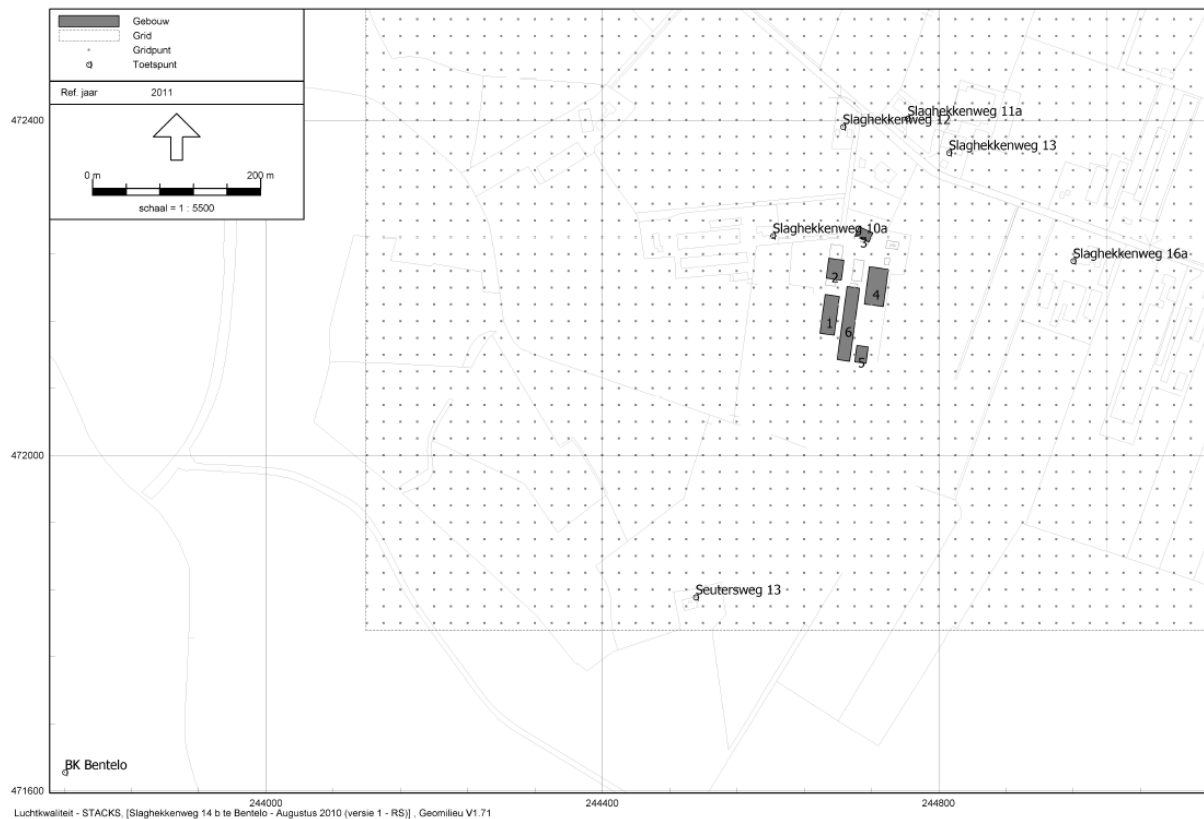 Gebouw
Grid
Gridpunt
Toetspunt
Ref. jaar 2011
0 m 200 m
schaal = 1 : 5500
472400
Slaghekkenweg 11a
Slaghekkenweg 12
Slaghekkenweg 13
Slaghekkenweg 10a
3
Slaghekkenweg 16a
2
4
1
6
5
472000
Seutersweg 13
BK Bentelo
471600
244000 244400 244800
Luchtkwaliteit - STACKS, [Slaghekkenweg 14 b te Bentelo - Augustus 2010 (versie 1 - RS)] , Geomilieu V1.71